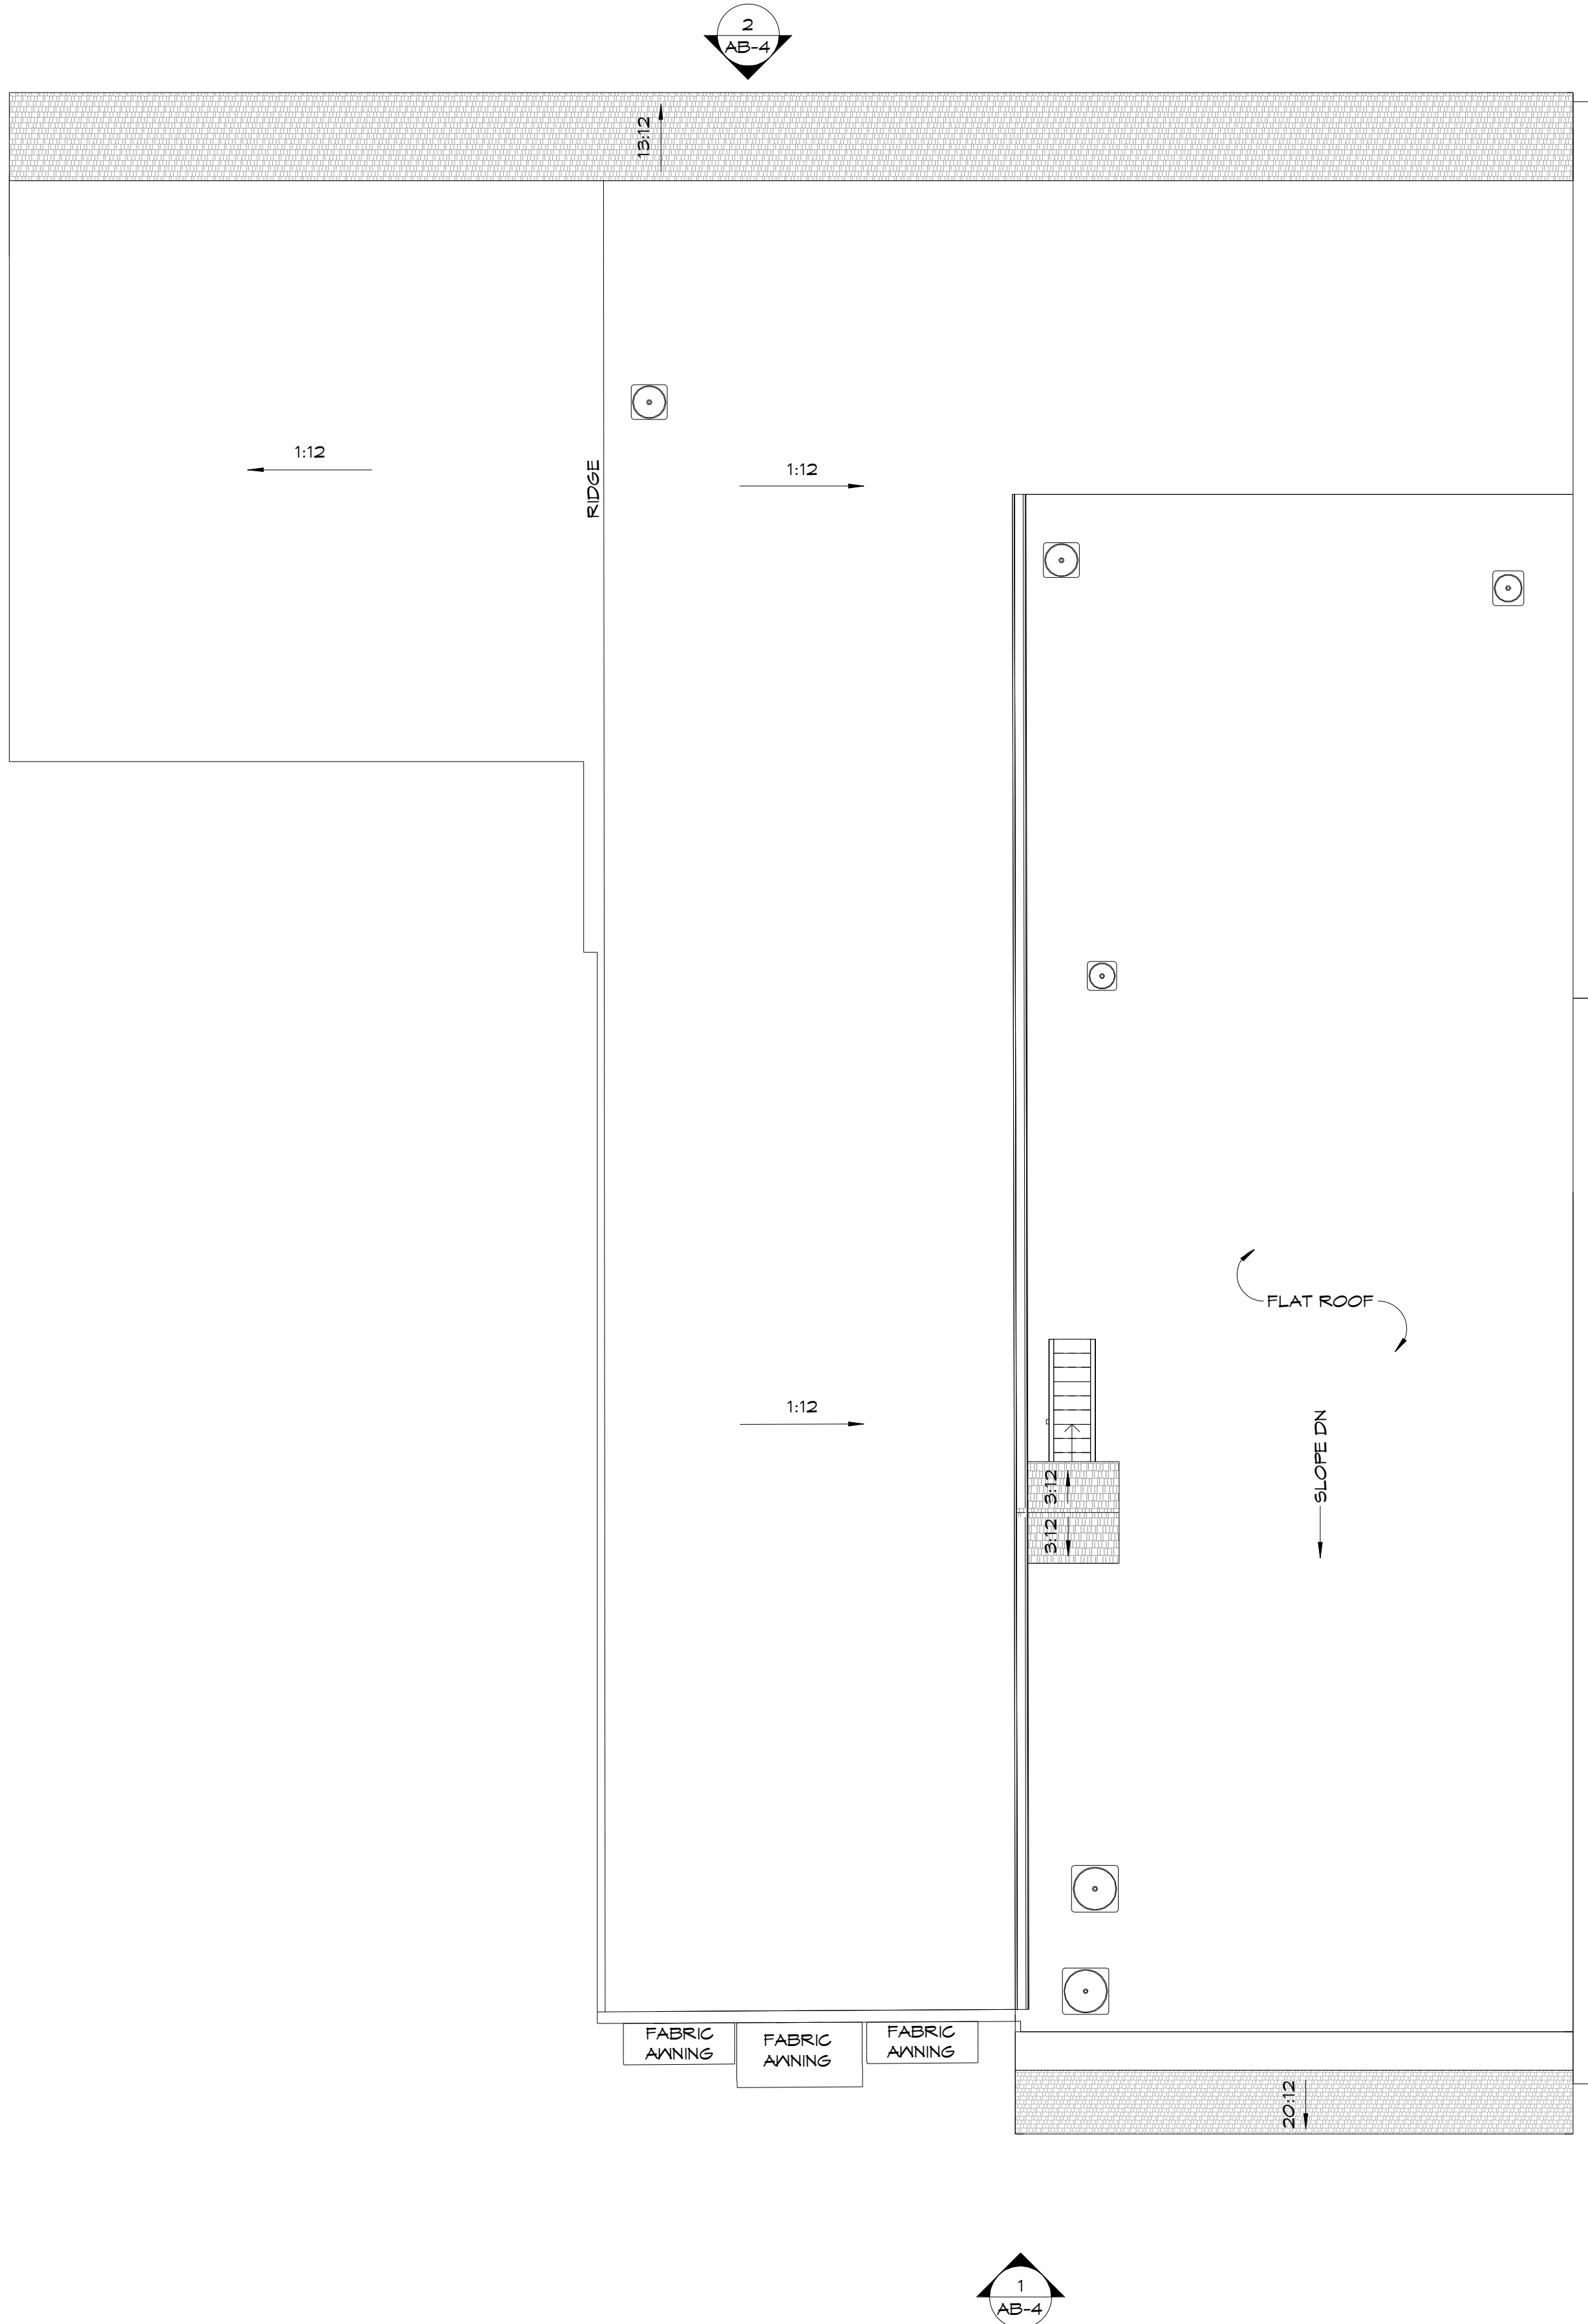 2
AB-4
13:12
1:12
RIDGE
1:12
FLAT ROOF
1:12
SLOPE DN
3:12
3:12
FABRIC
AWNING
FABRIC
AWNING
FABRIC
AWNING
20:12
1
AB-4